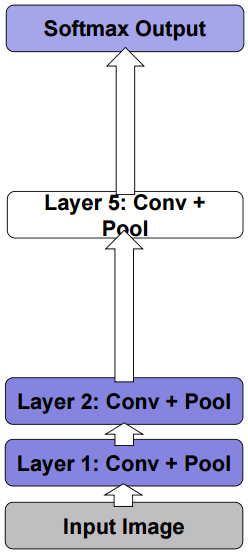 Softmax Output
Layer 5: Conv +
Pool
Layer 2: Conv + Pool
Layer 1: Conv + Pool
Input Image